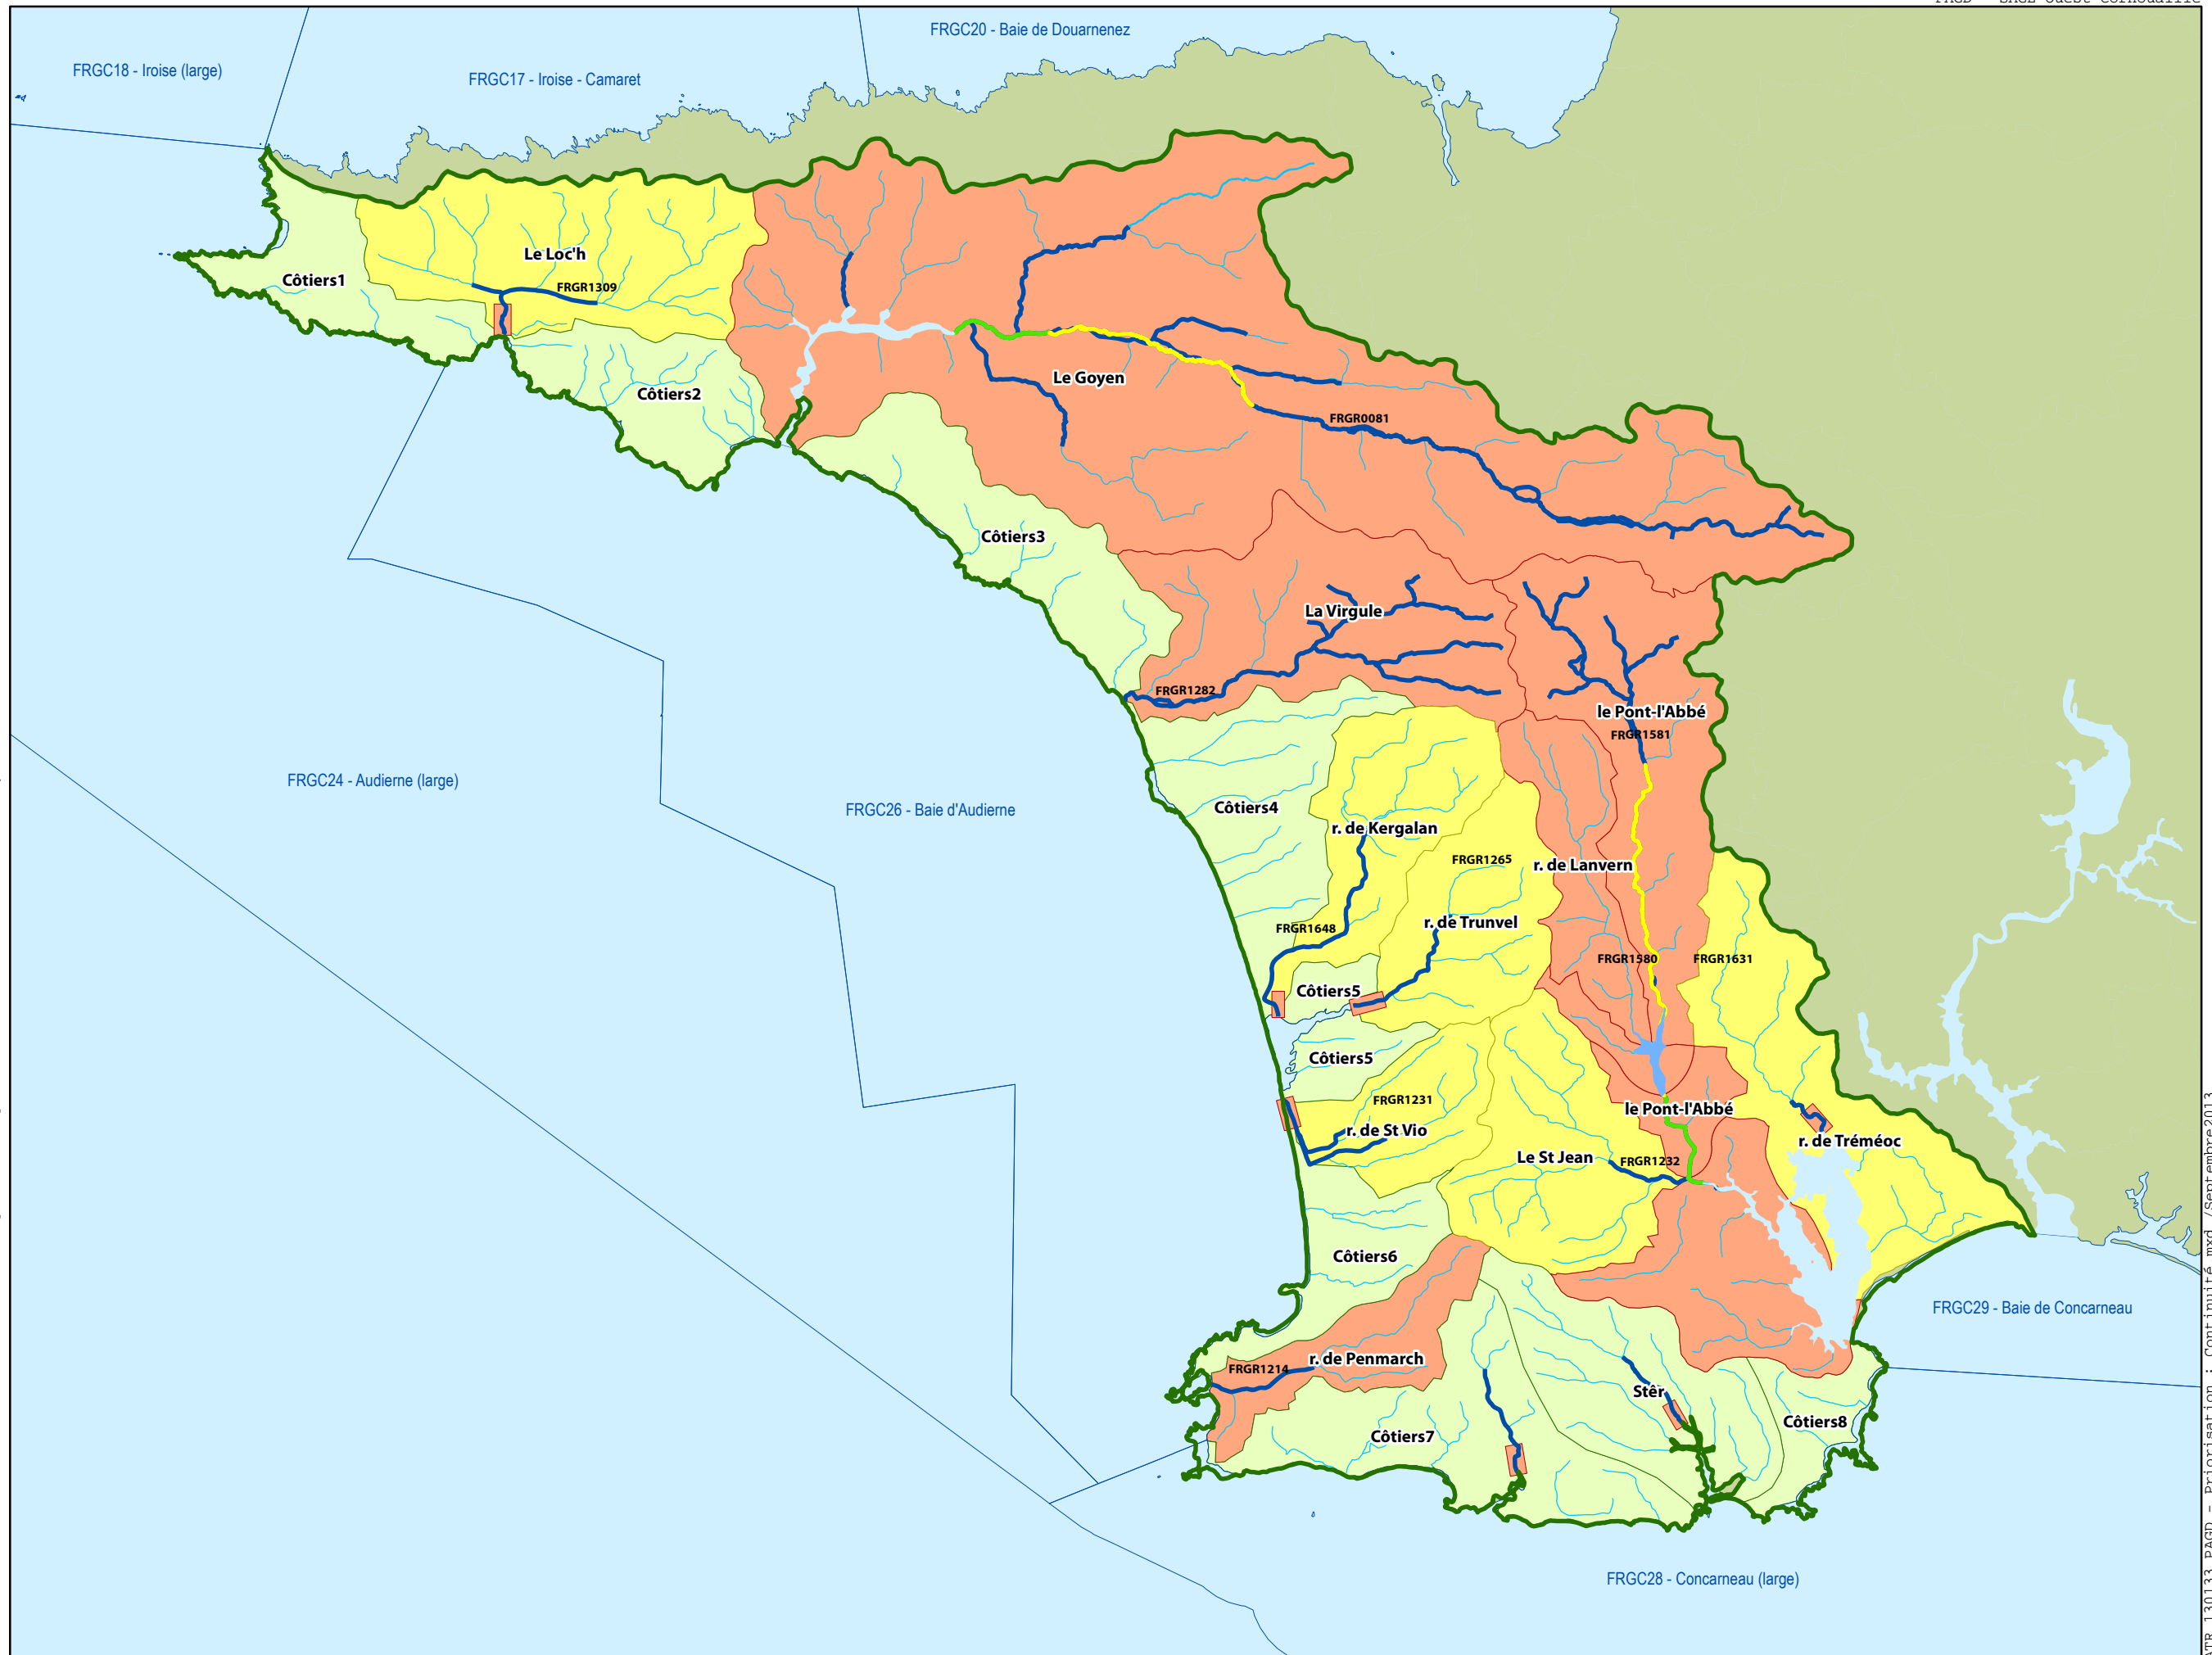 FRGC20 - Baie de Douarnenez
FRGC18 - Iroise (large)
FRGC17 - Iroise - Camaret
Le Loc'h
Côtiers1
FRGR1309
Le Goyen
Côtiers2
FRGR0081
Côtiers3
La Virgule
FRGR1282
le Pont-l'Abbé
FRGR1581
FRGC24 - Audierne (large)
FRGC26 - Baie d'Audierne
Côtiers4
r. de Kergalan
FRGR1265
r. de Lanvern
r. de Trunvel
FRGR1648
FRGR1580
FRGR1631
Côtiers5
Côtiers5
FRGR1231
le Pont-l'Abbé
r. de St Vio
r. de Tréméoc
Le St Jean
FRGR1232
Côtiers6
FRGC29 - Baie de Concarneau
r. de Penmarch
FRGR1214
Stêr
Côtiers8
Côtiers7
FRGC28 - Concarneau (large)